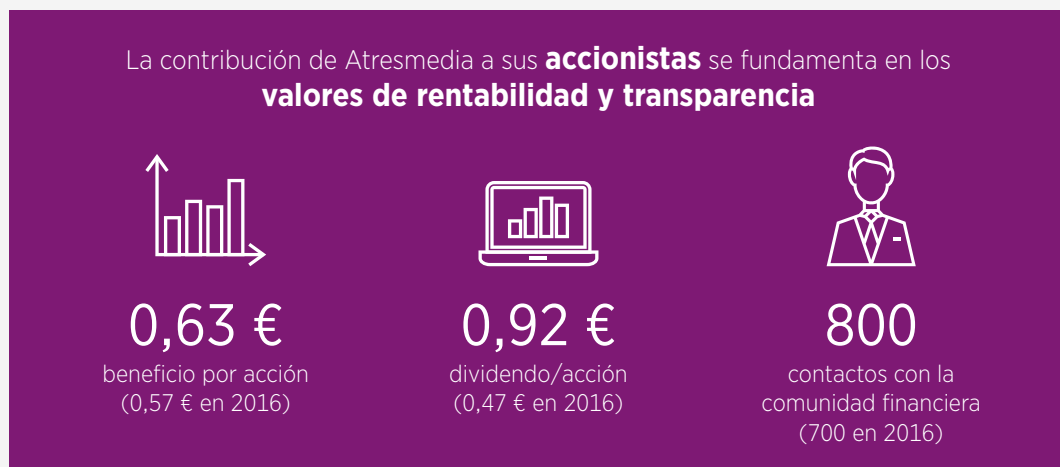 La contribución de Atresmedia a sus accionistas se fundamenta en los
valores de rentabilidad y transparencia
0,63 €
beneficio por acción
(0,57 € en 2016)
0,92 €
dividendo/acción
(0,47 € en 2016)
800
contactos con la
comunidad financiera
(700 en 2016)